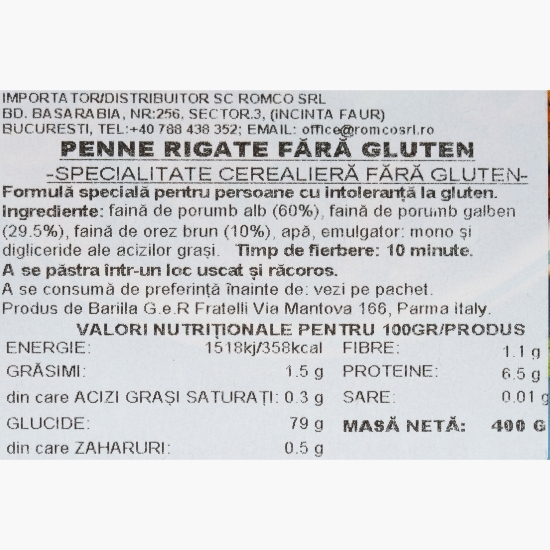 IMPORTATOR/DISTRIBUITOR SC ROMCO SRL
BD. BASARABIA, NR:256, SECTOR.3, (INCINTA FAUR)
BUCURESTI, TEL:+40 788 438 352; EMAIL: office@romcosrl.ro
PENNE RIGATE FĂRĂ GLUTEN
-SPECIALITATE CEREALIERĂ FĂRĂ GLUTEN-
Formulă specială pentru persoane cu intoleranță la gluten.
Ingrediente: faină de porumb alb (60%), faină de porumb galben
(29.5%), faină de orez brun (10%), apă, emulgator: mono și
digliceride ale acizilor grași. Timp de fierbere: 10 minute.
A se păstra într-un loc uscat și răcoros.
A se consumă de preferință înainte de: vezi pe pachet.
Produs de Barilla G.e.R Fratelli Via Mantova 166, Parma italy.
VALORI NUTRIȚIONALE PENTRU 100GR/PRODUS
ENERGIE: 1518kj/358kcal
GRĂSIMI: 1.5 g
din care ACIZI GRAȘI SATURAȚI: 0.3 g
GLUCIDE: 79 g
din care ZAHARURI: 0.5 g
FIBRE: 1.1 g
PROTEINE: 6.5 g
SARE: 0.01 g
MASĂ NETĂ: 400 G